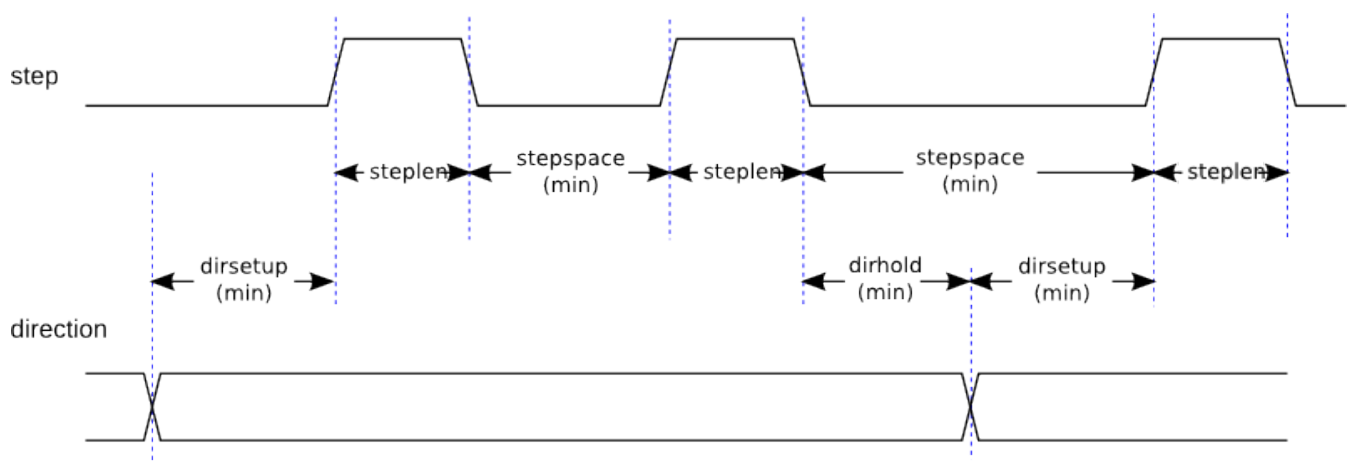 step
steplen
stepspace
(min)
steplen
stepspace
(min)
steplen
dirsetup
(min)
dirhold
(min)
dirsetup
(min)
direction